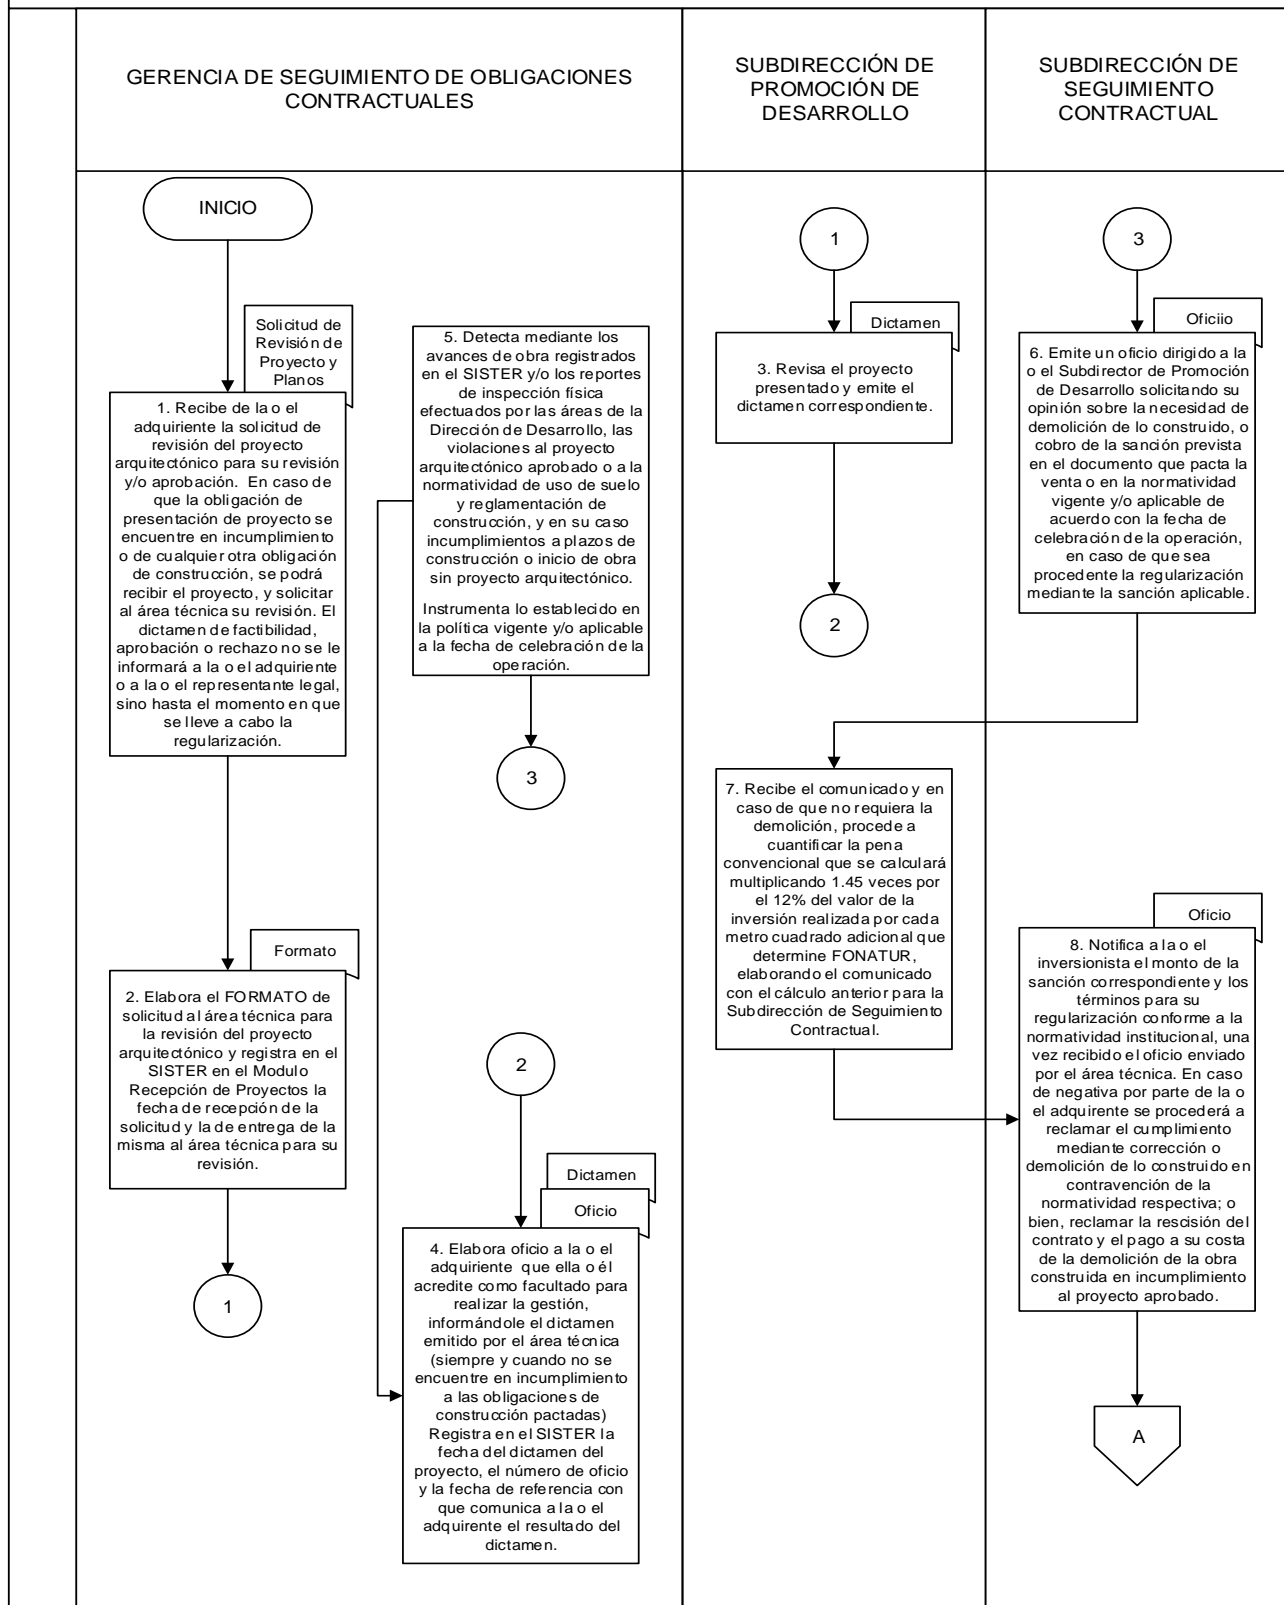 GERENCIA DE SEGUIMIENTO DE OBLIGACIONES
CONTRACTUALES
SUBDIRECCIÓN DE
PROMOCIÓN DE
DESARROLLO
SUBDIRECCIÓN DE
SEGUIMIENTO
CONTRACTUAL
INICIO
Solicitud de
Revisión de
Proyecto y
Planos
1. Recibe de la o el
adquiriente la solicitud de
revisión del proyecto
arquitectónico para su revisión
y/o aprobación. En caso de
que la obligación de
presentación de proyecto se
encuentre en incumplimiento
o de cualquier otra obligación
de construcción, se podrá
recibir el proyecto, y solicitar
al área técnica su revisión. El
dictamen de factibilidad,
aprobación o rechazo no se le
informará a la o el adquiriente
o a la o el representante legal,
sino hasta el momento en que
se lleve a cabo la
regularización.
Formato
2. Elabora el FORMATO de
solicitud al área técnica para
la revisión del proyecto
arquitectónico y registra en el
SISTER en el Modulo
Recepción de Proyectos la
fecha de recepción de la
solicitud y la de entrega de la
misma al área técnica para su
revisión.
1
5. Detecta mediante los
avances de obra registrados
en el SISTER y/o los reportes
de inspección física
efectuados por las áreas de la
Dirección de Desarrollo, las
violaciones al proyecto
arquitectónico aprobado o a la
normatividad de uso de suelo
y reglamentación de
construcción, y en su caso
incumplimientos a plazos de
construcción o inicio de obra
sin proyecto arquitectónico.
Instrumenta lo establecido en
la política vigente y/o aplicable
a la fecha de celebración de la
operación.
3
2
Dictamen
Oficio
4. Elabora oficio a la o el
adquiriente que ella o él
acredite como facultado para
realizar la gestión,
informándole el dictamen
emitido por el área técnica
(siempre y cuando no se
encuentre en incumplimiento
a las obligaciones de
construcción pactadas)
Registra en el SISTER la
fecha del dictamen del
proyecto, el número de oficio
y la fecha de referencia con
que comunica a la o el
adquirente el resultado del
dictamen.
1
Dictamen
3. Revisa el proyecto
presentado y emite el
dictamen correspondiente.
2
7. Recibe el comunicado y en
caso de que no requiera la
demolición, procede a
cuantificar la pena
convencional que se calculará
multiplicando 1.45 veces por
el 12% del valor de la
inversión realizada por cada
metro cuadrado adicional que
determine FONATUR,
elaborando el comunicado
con el cálculo anterior para la
Subdirección de Seguimiento
Contractual.
3
Oficiio
6. Emite un oficio dirigido a la
o el Subdirector de Promoción
de Desarrollo solicitando su
opinión sobre la necesidad de
demolición de lo construido, o
cobro de la sanción prevista
en el documento que pacta la
venta o en la normatividad
vigente y/o aplicable de
acuerdo con la fecha de
celebración de la operación,
en caso de que sea
procedente la regularización
mediante la sanción aplicable.
Oficio
8. Notifica a la o el
inversionista el monto de la
sanción correspondiente y los
términos para su
regularización conforme a la
normatividad institucional, una
vez recibido el oficio enviado
por el área técnica. En caso
de negativa por parte de la o
el adquirente se procederá a
reclamar el cumplimiento
mediante corrección o
demolición de lo construido en
contravención de la
normatividad respectiva; o
bien, reclamar la rescisión del
contrato y el pago a su costa
de la demolición de la obra
construida en incumplimiento
al proyecto aprobado.
A